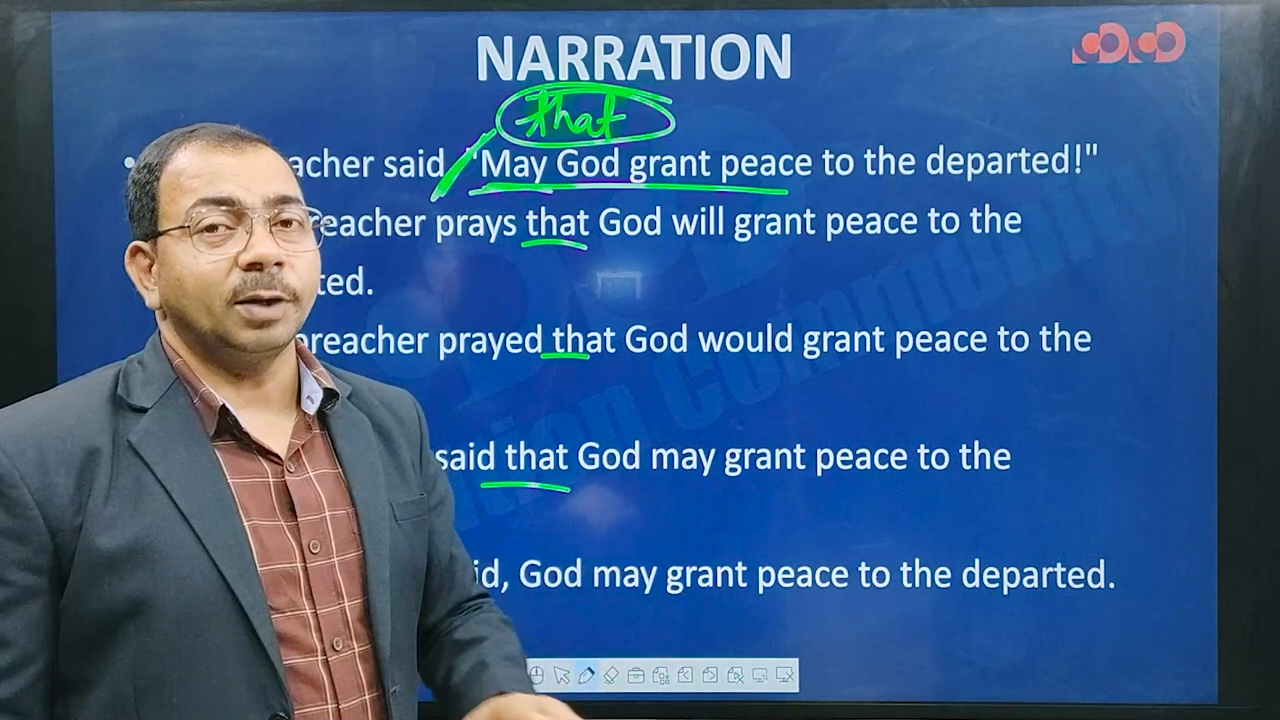 NARRATION
that
acher said, "May God grant peace to the departed!"
reacher prays that God will grant peace to the
ted.
preacher prayed that God would grant peace to the
said that God may grant peace to the
id, God may grant peace to the departed.